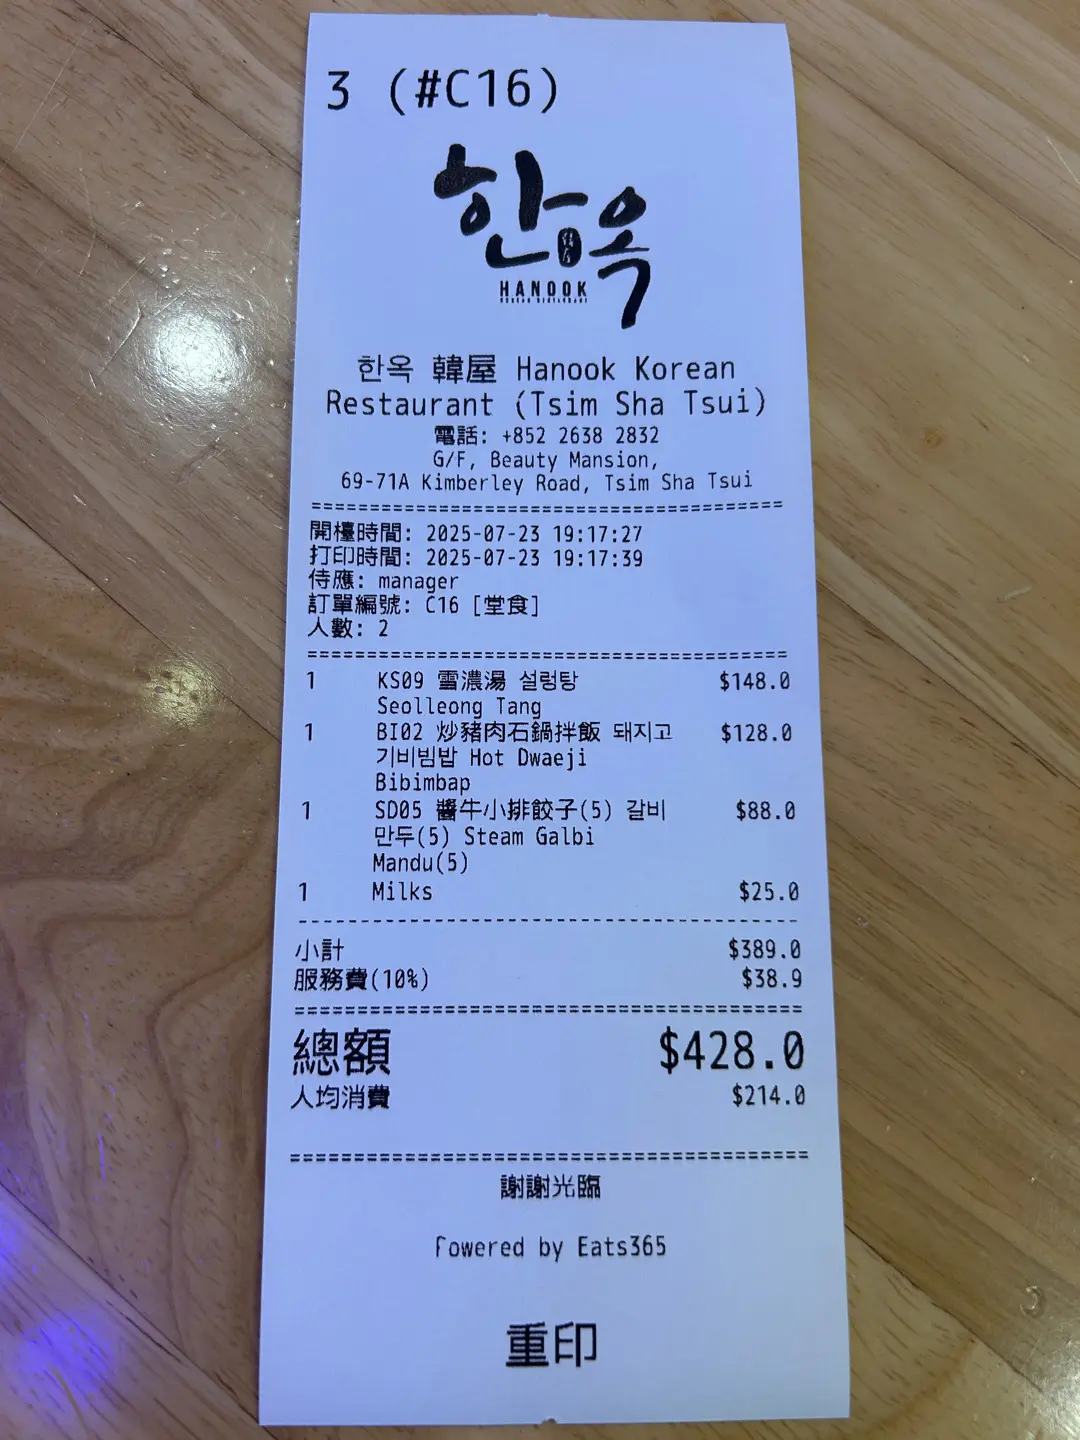 3 (#C16)
한옥
HANOOK
한옥 韓屋 Hanook Korean
Restaurant (Tsim Sha Tsui)
電話: +852 2638 2832
G/F, Beauty Mansion,
69-71A Kimberley Road, Tsim Sha Tsui
開檯時間: 2025-07-23 19:17:27
打印時間: 2025-07-23 19:17:39
侍應: manager
訂單編號: C16 [堂食]
人數: 2
1 KS09 雪濃湯 설렁탕 $148.0
Seolleong Tang
1 BI02 炒豬肉石鍋拌飯 돼지고 $128.0
기비빔밥 Hot Dwaeji
Bibimbap
1 SD05 醬牛小排餃子(5) 갈비 $88.0
만두(5) Steam Galbi
Mandu(5)
1 Milks $25.0
小計 $389.0
服務費(10%) $38.9
總額 $428.0
人均消費 $214.0
謝謝光臨
Powered by Eats365
重印